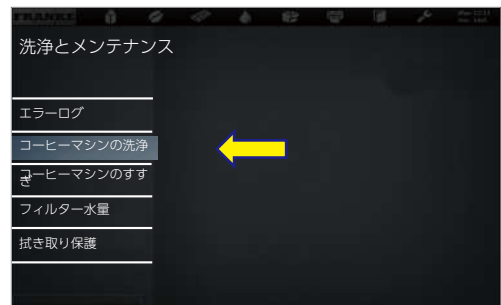 FRANKE
洗浄とメンテナンス
エラーログ
コーヒーマシンの洗浄
コーヒーマシンのすす
ぎ
フィルター水量
拭き取り保護